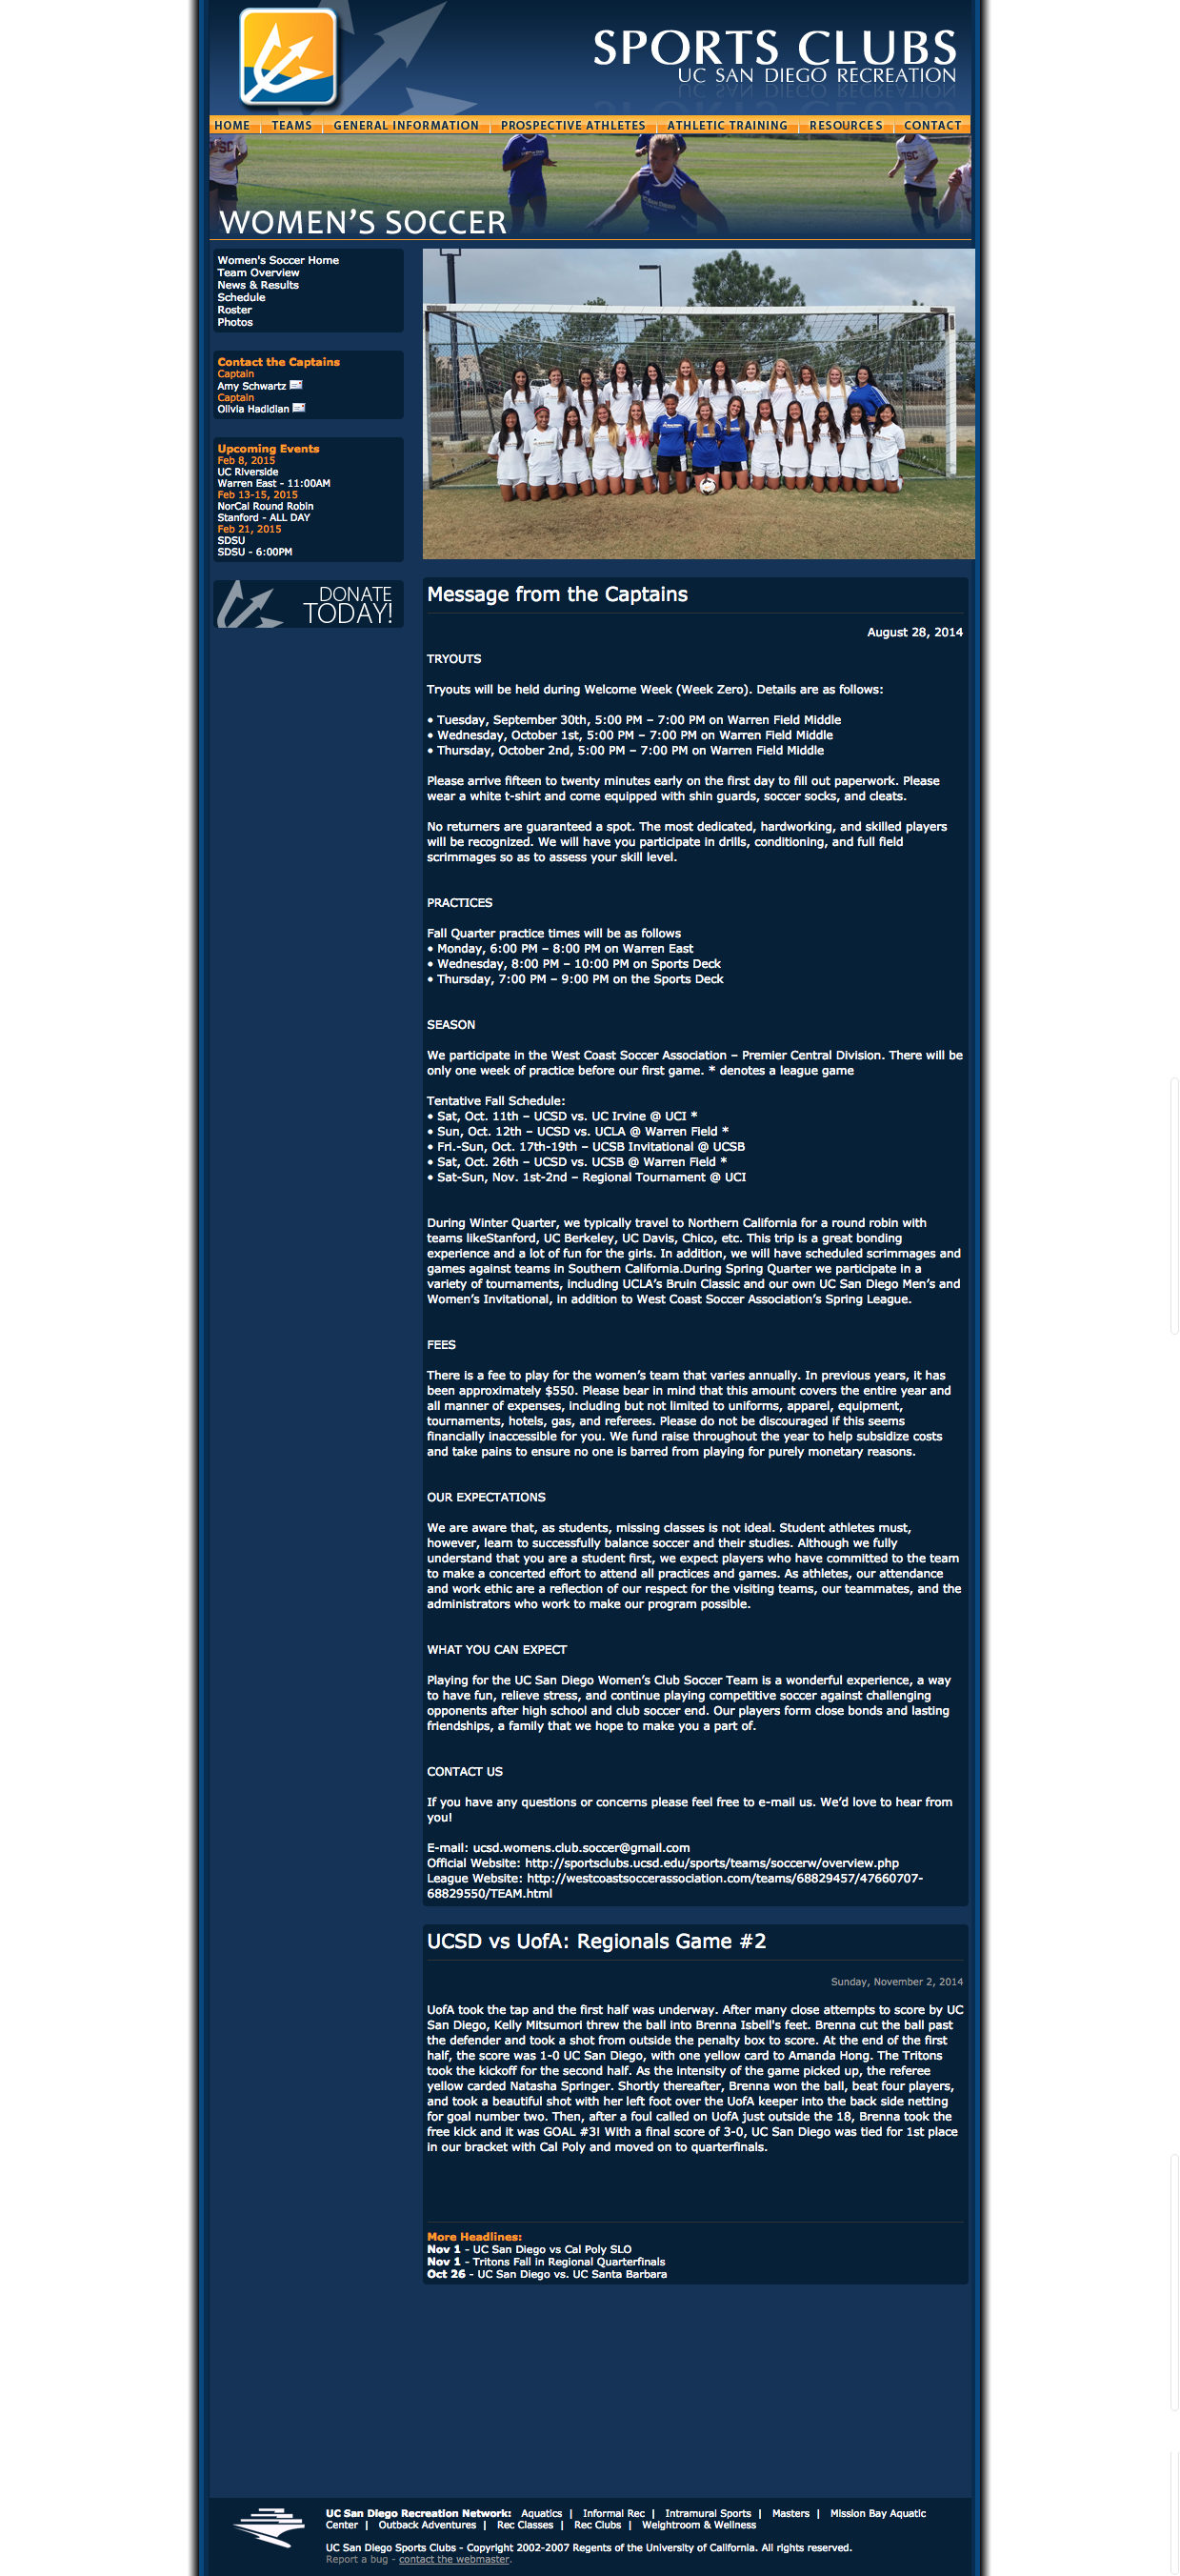 SPORTS CLUBS
UC SAN DIEGO RECREATION
HOME TEAMS GENERAL INFORMATION PROSPECTIVE ATHLETES ATHLETIC TRAINING RESOURCES CONTACT
WOMEN'S SOCCER
Women's Soccer Home
Team Overview
News & Results
Schedule
Roster
Photos
Contact the Captains
Captain
Amy Schwartz
Captain
Olivia Hadidian
Upcoming Events
Feb 8, 2015
UC Riverside
Warren East - 11:00AM
Feb 13-15, 2015
NorCal Round Robin
Stanford - ALL DAY
Feb 21, 2015
SDSU
SDSU - 6:00PM
DONATE
TODAY!
Message from the Captains
August 28, 2014
TRYOUTS
Tryouts will be held during Welcome Week (Week Zero). Details are as follows:
• Tuesday, September 30th, 5:00 PM – 7:00 PM on Warren Field Middle
• Wednesday, October 1st, 5:00 PM – 7:00 PM on Warren Field Middle
• Thursday, October 2nd, 5:00 PM – 7:00 PM on Warren Field Middle
Please arrive fifteen to twenty minutes early on the first day to fill out paperwork. Please
wear a white t-shirt and come equipped with shin guards, soccer socks, and cleats.
No returners are guaranteed a spot. The most dedicated, hardworking, and skilled players
will be recognized. We will have you participate in drills, conditioning, and full field
scrimmages so as to assess your skill level.
PRACTICES
Fall Quarter practice times will be as follows
• Monday, 6:00 PM – 8:00 PM on Warren East
• Wednesday, 8:00 PM – 10:00 PM on Sports Deck
• Thursday, 7:00 PM – 9:00 PM on the Sports Deck
SEASON
We participate in the West Coast Soccer Association – Premier Central Division. There will be
only one week of practice before our first game. * denotes a league game
Tentative Fall Schedule:
• Sat, Oct. 11th – UCSD vs. UC Irvine @ UCI *
• Sun, Oct. 12th – UCSD vs. UCLA @ Warren Field *
• Fri.-Sun, Oct. 17th-19th – UCSB Invitational @ UCSB
• Sat, Oct. 26th – UCSD vs. UCSB @ Warren Field *
• Sat-Sun, Nov. 1st-2nd – Regional Tournament @ UCI
During Winter Quarter, we typically travel to Northern California for a round robin with
teams likeStanford, UC Berkeley, UC Davis, Chico, etc. This trip is a great bonding
experience and a lot of fun for the girls. In addition, we will have scheduled scrimmages and
games against teams in Southern California.During Spring Quarter we participate in a
variety of tournaments, including UCLA’s Bruin Classic and our own UC San Diego Men’s and
Women’s Invitational, in addition to West Coast Soccer Association’s Spring League.
FEES
There is a fee to play for the women’s team that varies annually. In previous years, it has
been approximately $550. Please bear in mind that this amount covers the entire year and
all manner of expenses, including but not limited to uniforms, apparel, equipment,
tournaments, hotels, gas, and referees. Please do not be discouraged if this seems
financially inaccessible for you. We fund raise throughout the year to help subsidize costs
and take pains to ensure no one is barred from playing for purely monetary reasons.
OUR EXPECTATIONS
We are aware that, as students, missing classes is not ideal. Student athletes must,
however, learn to successfully balance soccer and their studies. Although we fully
understand that you are a student first, we expect players who have committed to the team
to make a concerted effort to attend all practices and games. As athletes, our attendance
and work ethic are a reflection of our respect for the visiting teams, our teammates, and the
administrators who work to make our program possible.
WHAT YOU CAN EXPECT
Playing for the UC San Diego Women’s Club Soccer Team is a wonderful experience, a way
to have fun, relieve stress, and continue playing competitive soccer against challenging
opponents after high school and club soccer end. Our players form close bonds and lasting
friendships, a family that we hope to make you a part of.
CONTACT US
If you have any questions or concerns please feel free to e-mail us. We’d love to hear from
you!
E-mail: ucsd.womens.club.soccer@gmail.com
Official Website: http://sportsclubs.ucsd.edu/sports/teams/soccerw/overview.php
League Website: http://westcoastsoccerassociation.com/teams/68829457/47660707-
68829550/TEAM.html
UCSD vs UofA: Regionals Game #2
Sunday, November 2, 2014
UofA took the tap and the first half was underway. After many close attempts to score by UC
San Diego, Kelly Mitsumori threw the ball into Brenna Isbell's feet. Brenna cut the ball past
the defender and took a shot from outside the penalty box to score. At the end of the first
half, the score was 1-0 UC San Diego, with one yellow card to Amanda Hong. The Tritons
took the kickoff for the second half. As the intensity of the game picked up, the referee
yellow carded Natasha Springer. Shortly thereafter, Brenna won the ball, beat four players,
and took a beautiful shot with her left foot over the UofA keeper into the back side netting
for goal number two. Then, after a foul called on UofA just outside the 18, Brenna took the
free kick and it was GOAL #3! With a final score of 3-0, UC San Diego was tied for 1st place
in our bracket with Cal Poly and moved on to quarterfinals.
More Headlines:
Nov 1 - UC San Diego vs Cal Poly SLO
Nov 1 - Tritons Fall in Regional Quarterfinals
Oct 26 - UC San Diego vs. UC Santa Barbara
UC San Diego Recreation Network: Aquatics | Informal Rec | Intramural Sports | Masters | Mission Bay Aquatic
Center | Outback Adventures | Rec Classes | Rec Clubs | Weightroom & Wellness
UC San Diego Sports Clubs - Copyright 2002-2007 Regents of the University of California. All rights reserved.
Report a bug - contact the webmaster.